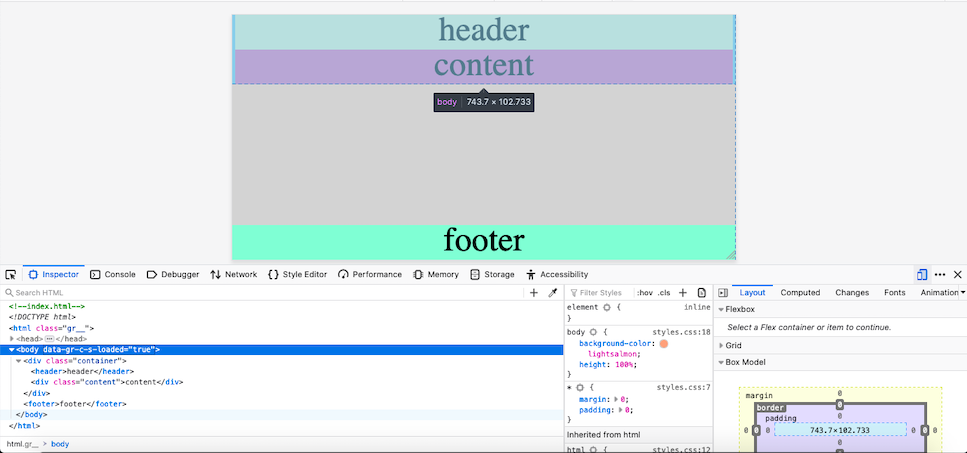 header
content
body 743.7 × 102.733
footer
Inspector Console Debugger Network {} Style Editor Performance Memory Storage Accessibility
Search HTML
<!--index.html-->
<!DOCTYPE html>
<html class="gr__">
<head> </head>
<body data-gr-c-s-loaded="true">
<div class="container">
<header>header</header>
<div class="content">content</div>
</div>
<footer>footer</footer>
</body>
</html>
html.gr__ > body
Filter Styles :hov .cls
element { inline
}
body { styles.css:18
background-color:
lightsalmon;
height: 100%;
}
* { styles.css:7
margin: 0;
padding: 0;
}
Inherited from html
html { styles.css:12
Layout Computed Changes Fonts Animation
Flexbox
Select a Flex container or item to continue.
Grid
Box Model
margin 0
border 0
padding 0
0 0 0 743.7×102.733 0 0 0
0